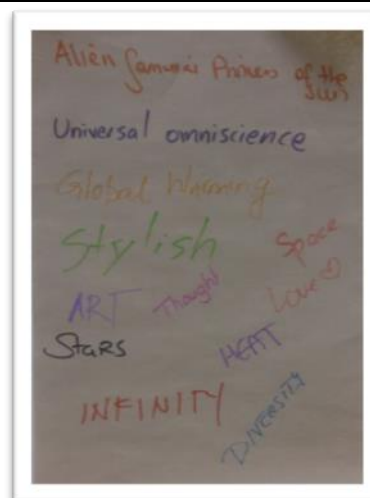 Alien Samurai Princess of the
Sun
Universal omniscience
Global Warming
Stylish
Space
ART
Thought
Love
STARS
HEAT
INFINITY
DIVERSITY